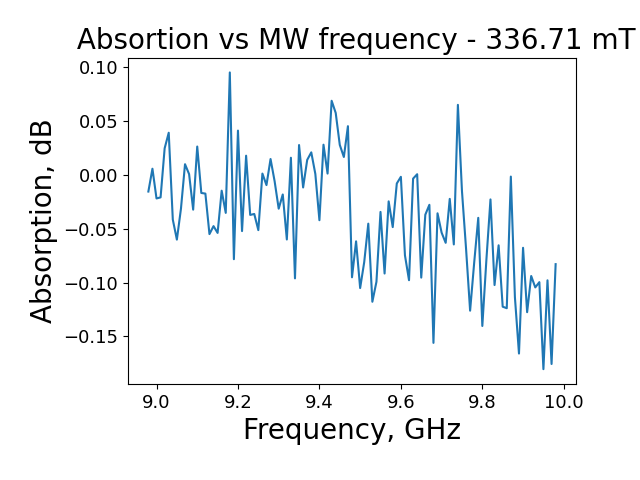 Absortion vs MW frequency - 336.71 mT
0.10
0.05
0.00
−0.05
−0.10
−0.15
Absorption, dB
9.0 9.2 9.4 9.6 9.8 10.0
Frequency, GHz